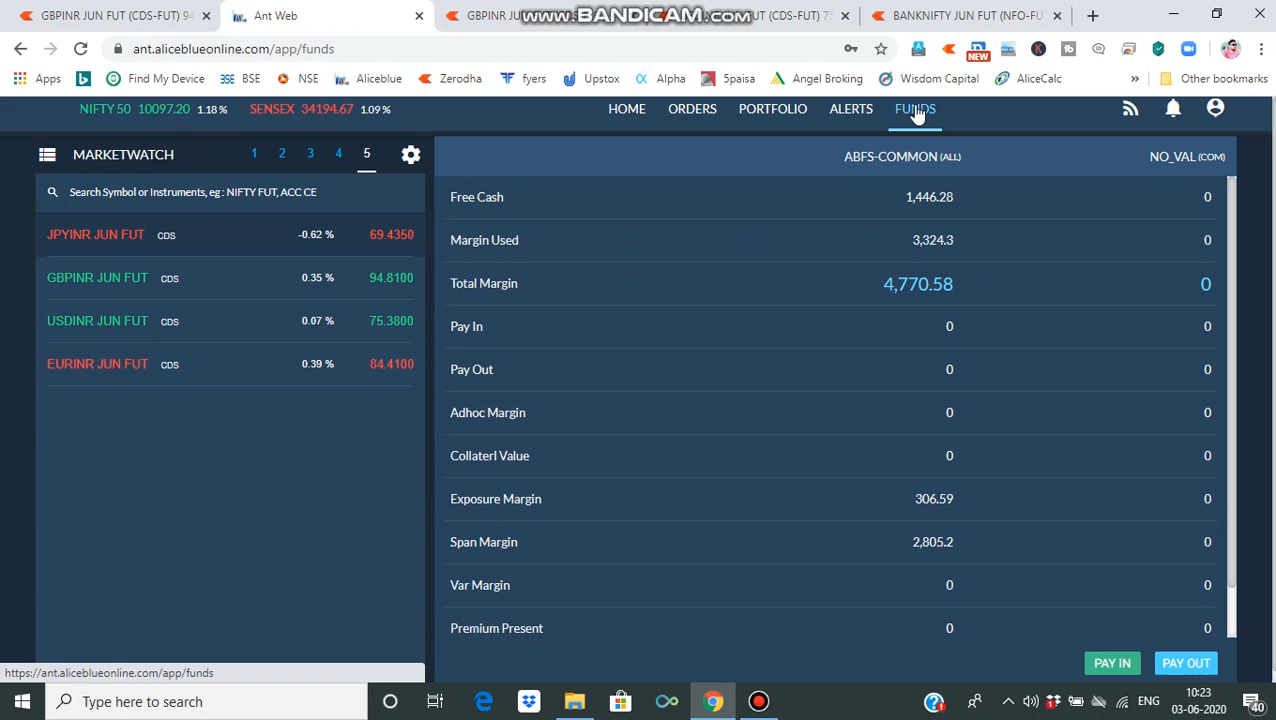 GBPINR JUN FUT (CDS-FUT) 94
Ant Web
GBPINR JU
FUT (CDS-FUT) 75
BANKNIFTY JUN FUT (NFO-FU
www.BANDICAM.com
ant.aliceblueonline.com/app/funds
NEW
Apps
Find My Device
BSE
NSE
Aliceblue
Zerodha
fyers
Upstox
Alpha
5paisa
Angel Broking
Wisdom Capital
AliceCalc
»
Other bookmarks
NIFTY 50 10097.20 1.18 %
SENSEX 34194.67 1.09 %
HOME
ORDERS
PORTFOLIO
ALERTS
FUNDS
MARKETWATCH
1 2 3 4 5
Search Symbol or Instruments, eg : NIFTY FUT, ACC CE
JPYINR JUN FUT CDS -0.62 % 69.4350
GBPINR JUN FUT CDS 0.35 % 94.8100
USDINR JUN FUT CDS 0.07 % 75.3800
EURINR JUN FUT CDS 0.39 % 84.4100
ABFS-COMMON (ALL) NO_VAL (COM)
Free Cash 1,446.28 0
Margin Used 3,324.3 0
Total Margin 4,770.58 0
Pay In 0 0
Pay Out 0 0
Adhoc Margin 0 0
Collaterl Value 0 0
Exposure Margin 306.59 0
Span Margin 2,805.2 0
Var Margin 0 0
Premium Present 0 0
PAY IN
PAY OUT
https://ant.aliceblueonline.com/app/funds
Type here to search
ENG
10:23
03-06-2020
40